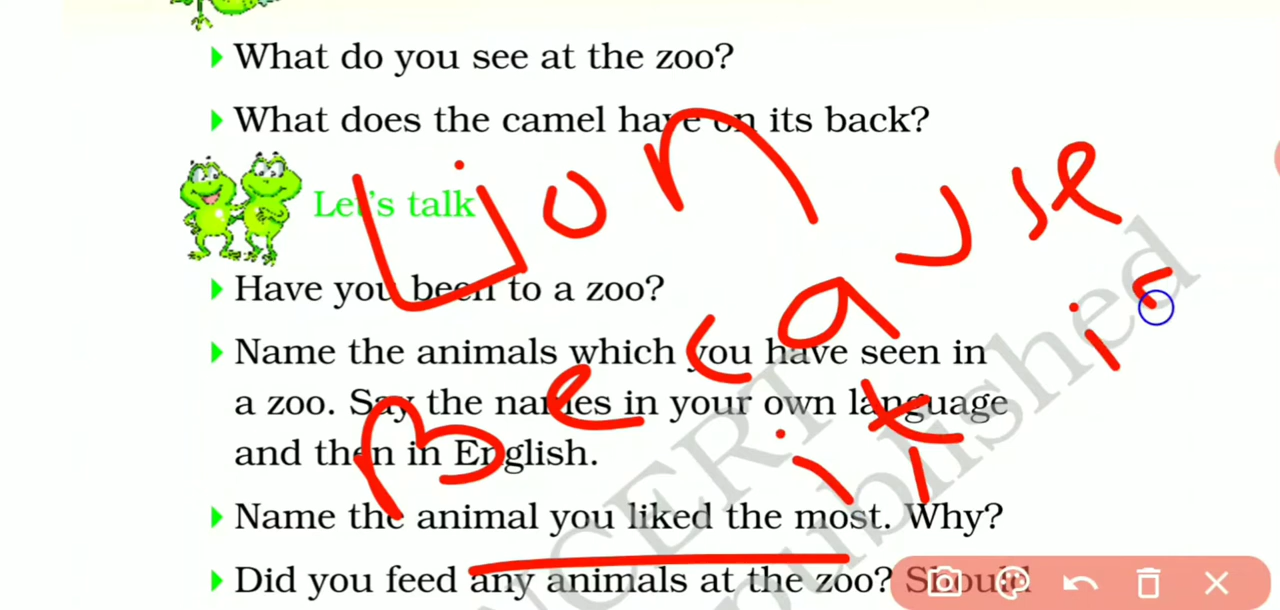 What do you see at the zoo?
What does the camel have on its back?
Let's talk
Have you been to a zoo?
Name the animals which you have seen in
a zoo. Say the names in your own language
and then in English.
Name the animal you liked the most. Why?
Did you feed any animals at the zoo? Should
Lion
Because
it is
NCERT
published